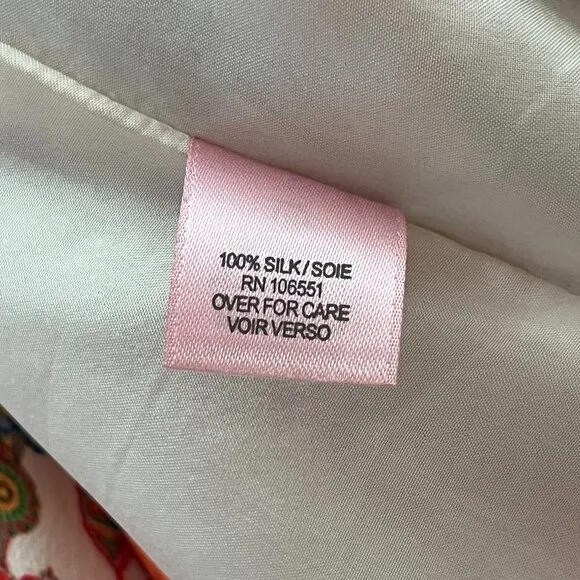 100% SILK/SOIE
RN 106551
OVER FOR CARE
VOIR VERSO